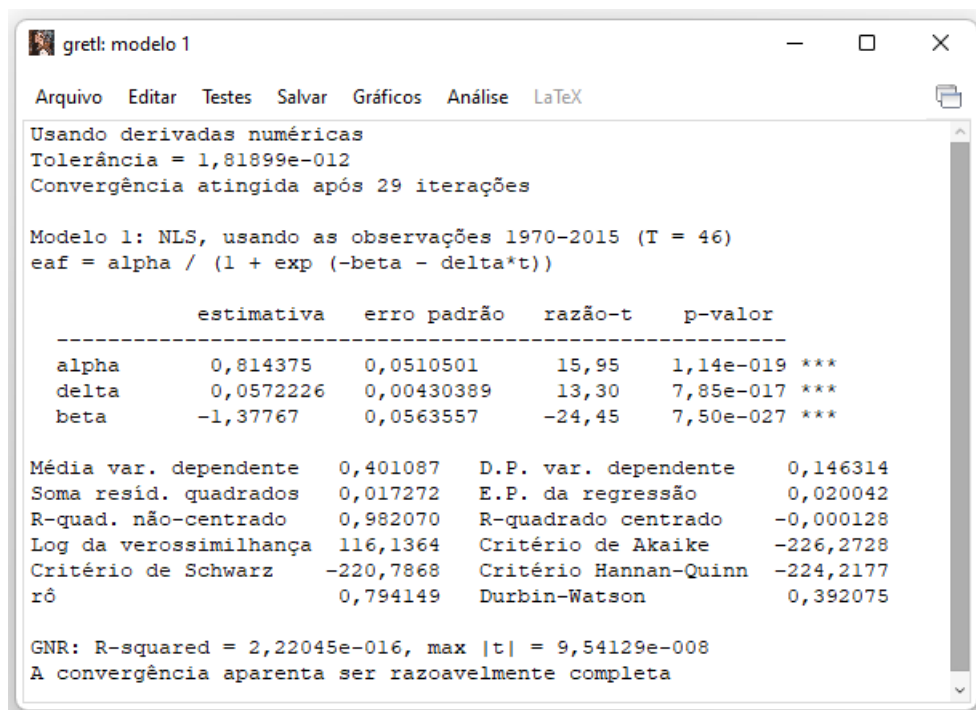 gretl: modelo 1
Arquivo Editar Testes Salvar Gráficos Análise LaTeX
Usando derivadas numéricas
Tolerância = 1,81899e-012
Convergência atingida após 29 iterações
Modelo 1: NLS, usando as observações 1970-2015 (T = 46)
eaf = alpha / (1 + exp (-beta - delta*t))
estimativa erro padrão razão-t p-valor
-----------------------------------------------------------
alpha 0,814375 0,0510501 15,95 1,14e-019 ***
delta 0,0572226 0,00430389 13,30 7,85e-017 ***
beta -1,37767 0,0563557 -24,45 7,50e-027 ***
Média var. dependente 0,401087 D.P. var. dependente 0,146314
Soma resíd. quadrados 0,017272 E.P. da regressão 0,020042
R-quad. não-centrado 0,982070 R-quadrado centrado -0,000128
Log da verossimilhança 116,1364 Critério de Akaike -226,2728
Critério de Schwarz -220,7868 Critério Hannan-Quinn -224,2177
rô 0,794149 Durbin-Watson 0,392075
GNR: R-squared = 2,22045e-016, max |t| = 9,54129e-008
A convergência aparenta ser razoavelmente completa